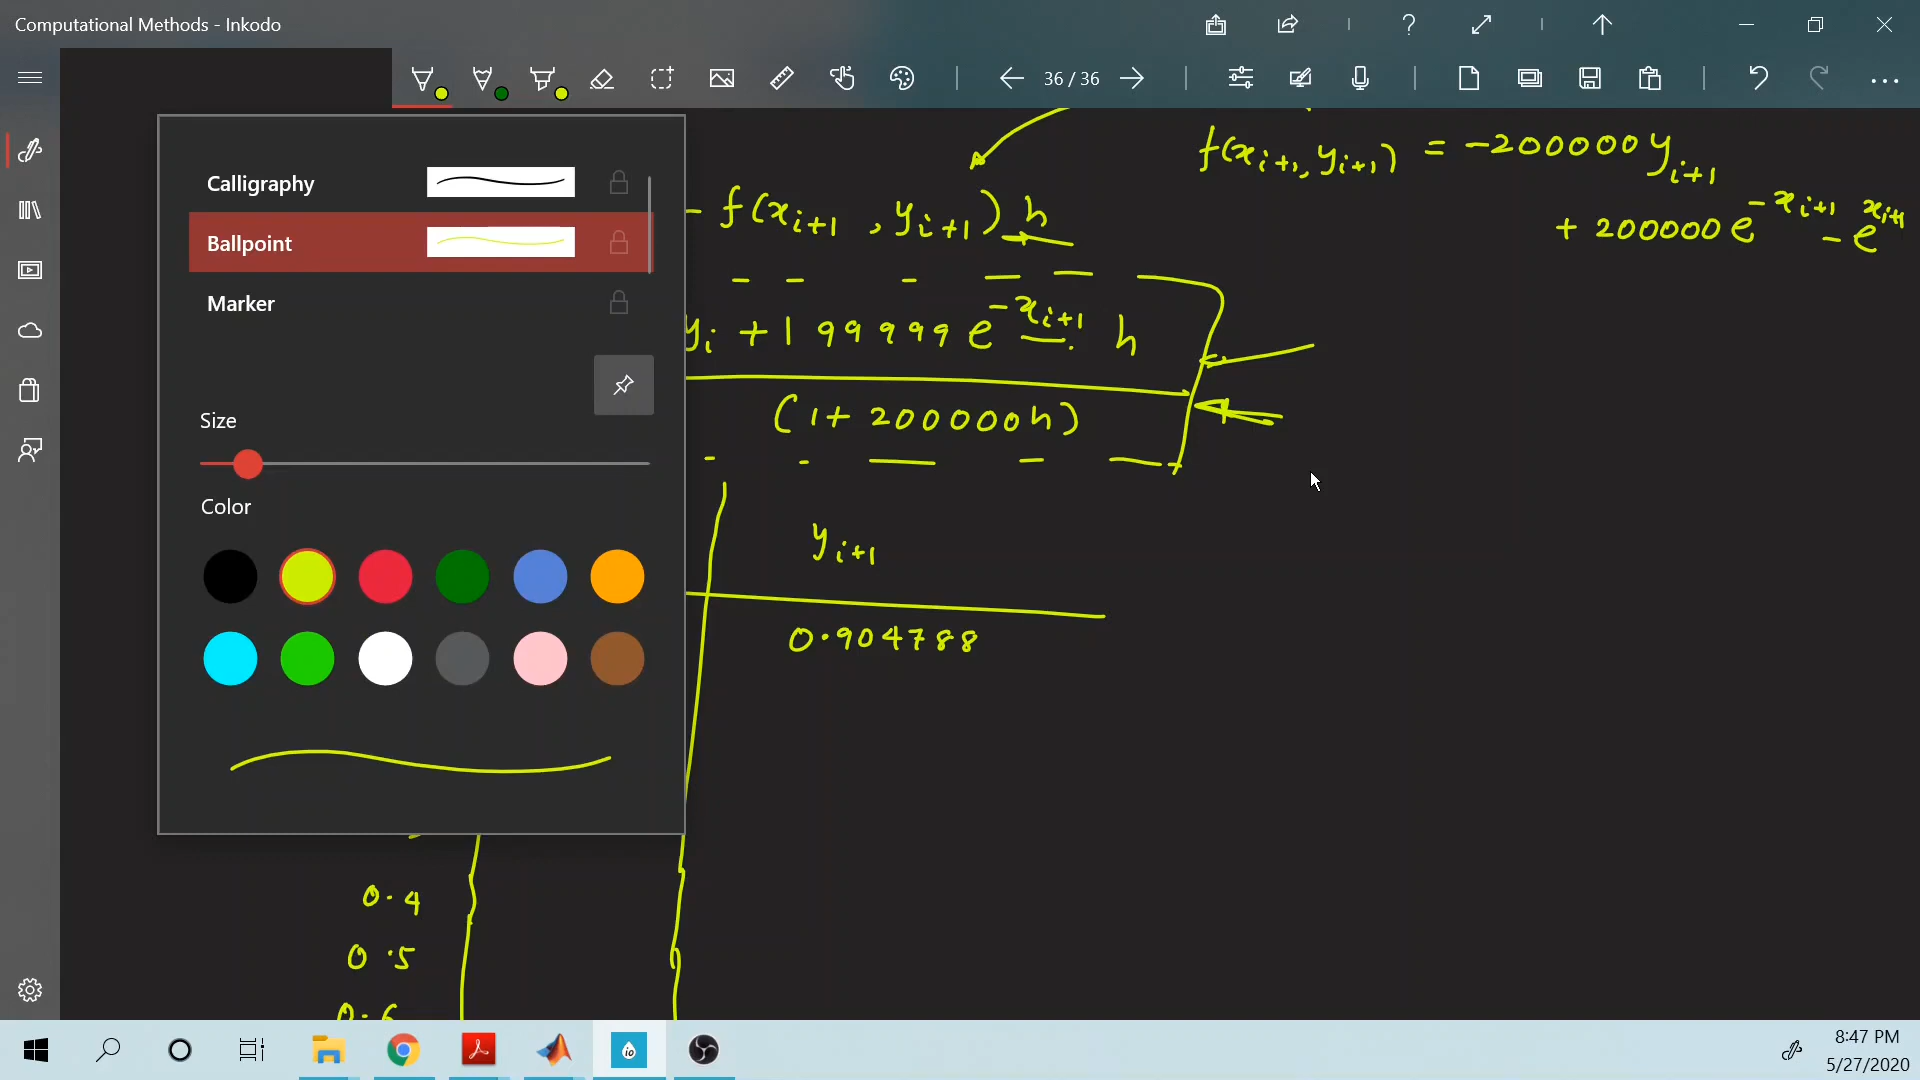 Computational Methods - Inkodo
36 / 36
f(xᵢ₊₁, yᵢ₊₁) = -200000 yᵢ₊₁
+ 200000 e^(-xᵢ₊₁) - e^(xᵢ₊₁)
- f(xᵢ₊₁, yᵢ₊₁) h
yᵢ + 199999 e^(-xᵢ₊₁) h
(1 + 200000h)
yᵢ₊₁
0.904788
Calligraphy
Ballpoint
Marker
Size
Color
0.4
0.5
0.6
8:47 PM
5/27/2020